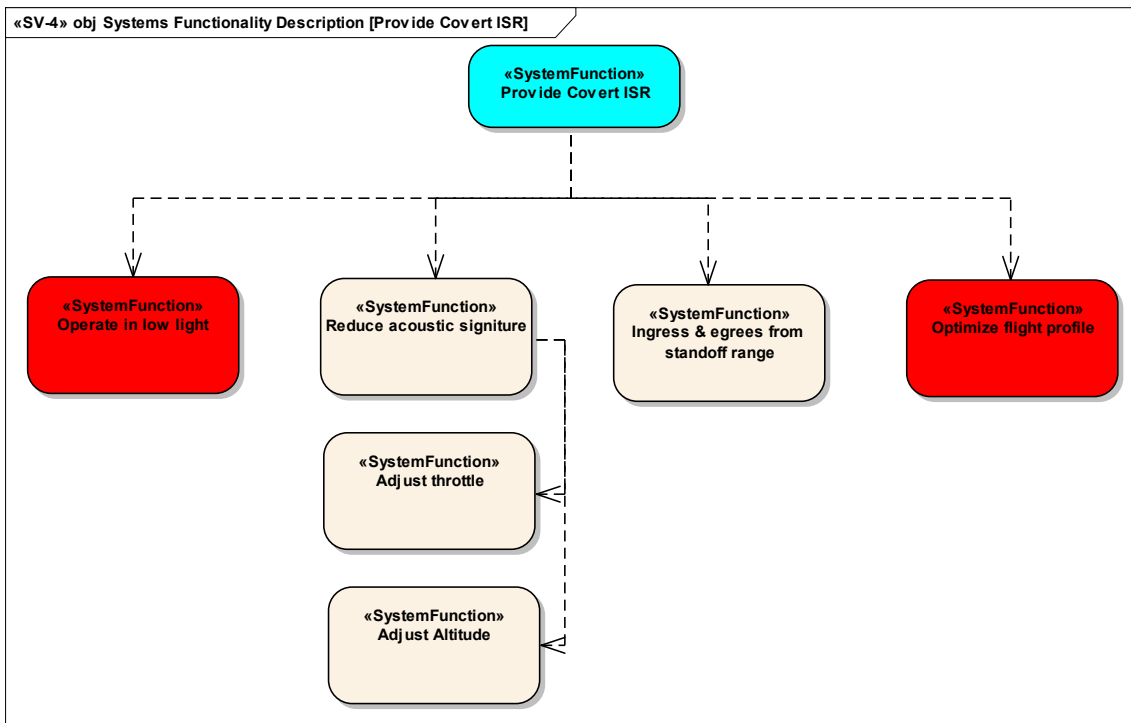 «SV-4» obj Systems Functionality Description [Provide Covert ISR]
«SystemFunction»
Provide Covert ISR
«SystemFunction»
Operate in low light
«SystemFunction»
Reduce acoustic signiture
«SystemFunction»
Ingress & egrees from
standoff range
«SystemFunction»
Optimize flight profile
«SystemFunction»
Adjust throttle
«SystemFunction»
Adjust Altitude